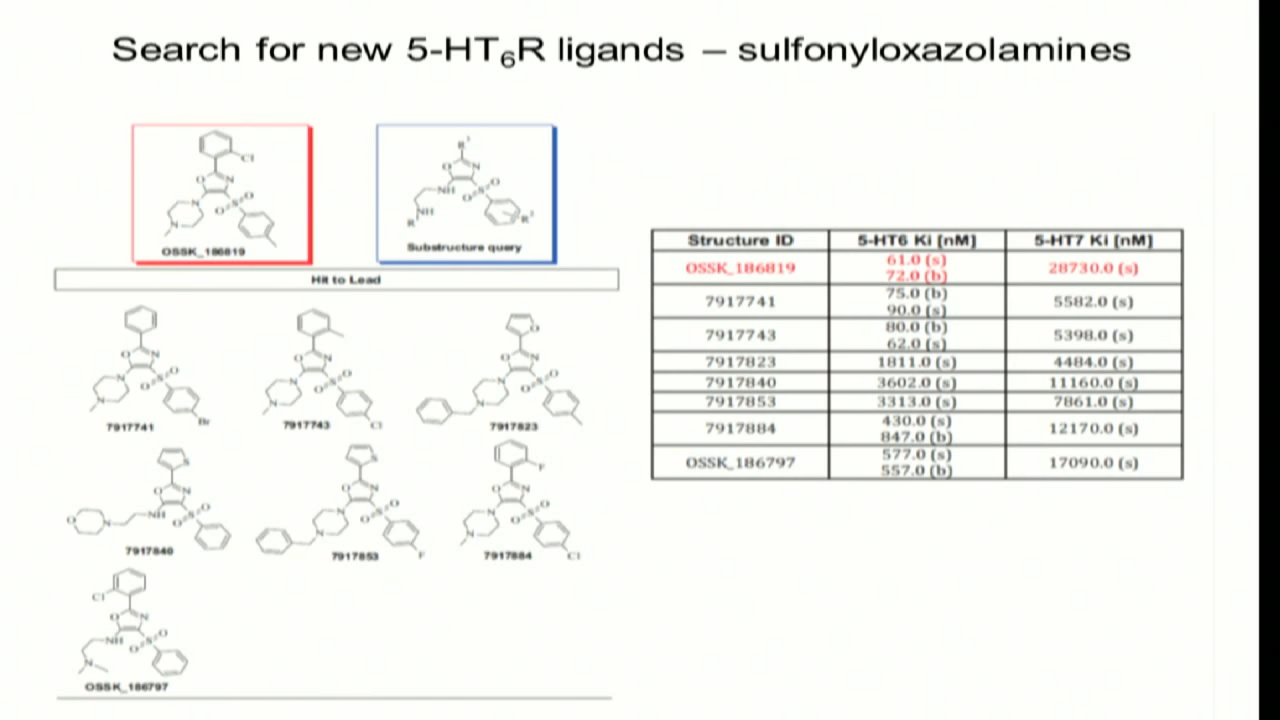 Search for new 5-HT6R ligands – sulfonyloxazolamines
OSSK_186819
Substructure query
Hit to Lead
7917741
7917743
7917823
7917840
7917853
7917884
OSSK_186797
Structure ID 5-HT6 Ki [nM] 5-HT7 Ki [nM]
OSSK_186819 61.0 (s) 72.0 (b) 28730.0 (s)
7917741 75.0 (b) 90.0 (s) 5582.0 (s)
7917743 80.0 (b) 62.0 (s) 5398.0 (s)
7917823 1811.0 (s) 4484.0 (s)
7917840 3602.0 (s) 11160.0 (s)
7917853 3313.0 (s) 7861.0 (s)
7917884 430.0 (s) 847.0 (b) 12170.0 (s)
OSSK_186797 577.0 (s) 557.0 (b) 17090.0 (s)